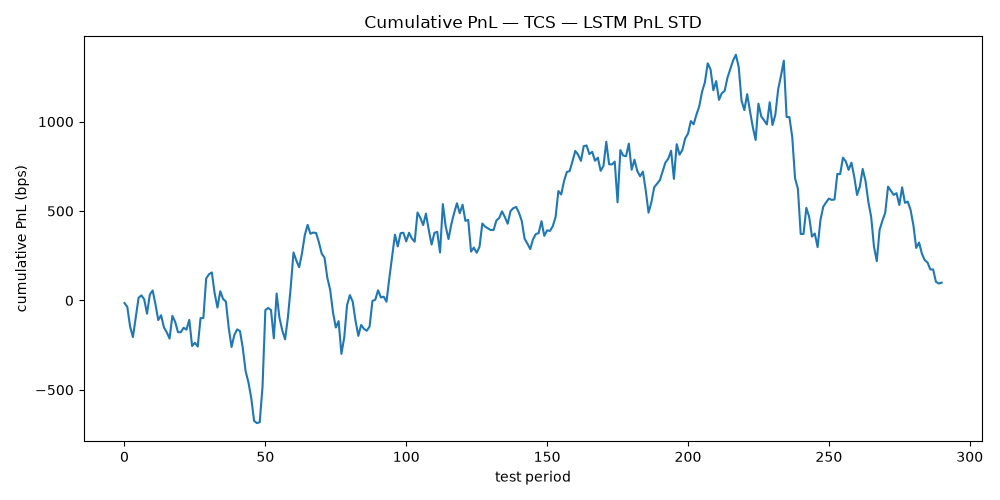 Cumulative PnL — TCS — LSTM PnL STD
cumulative PnL (bps)
1000
500
0
−500
0 50 100 150 200 250 300
test period